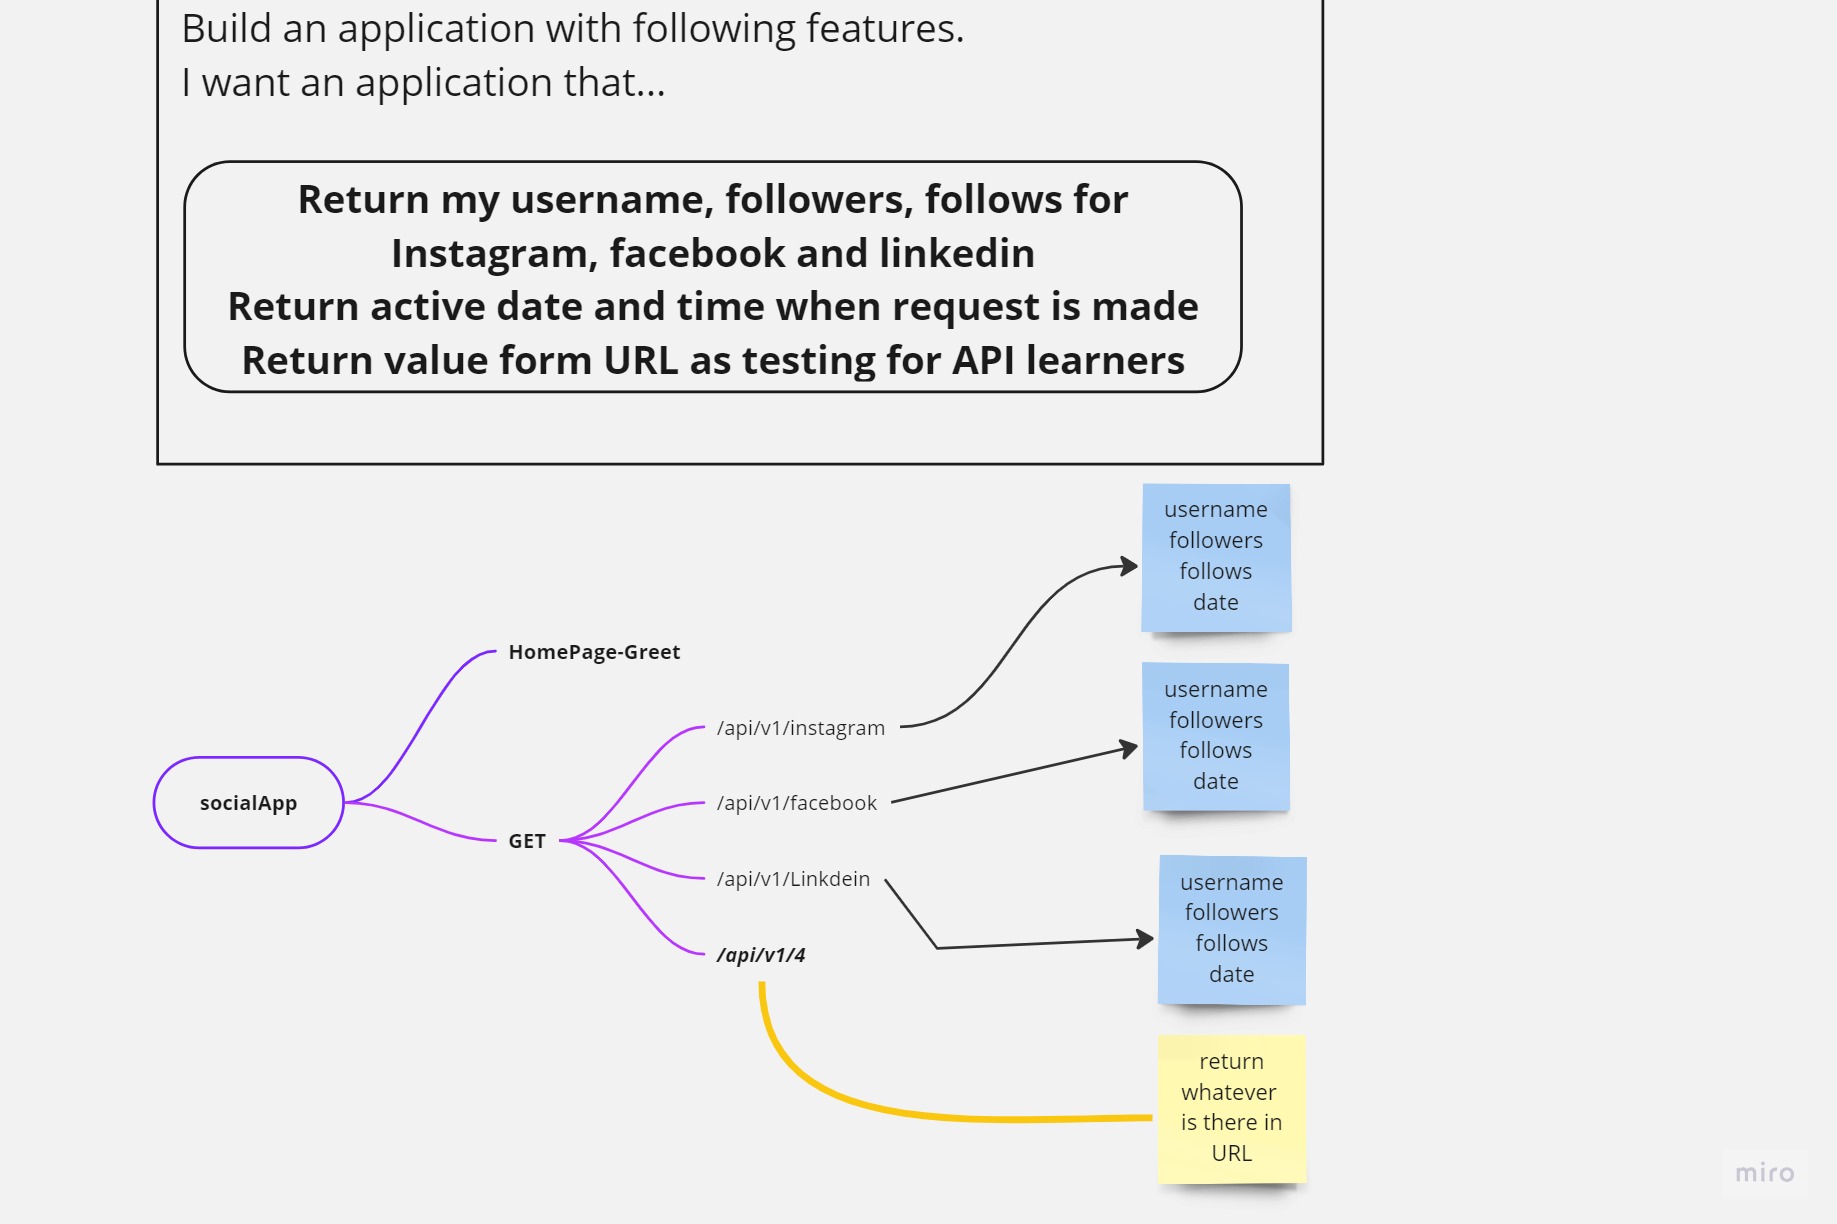 Build an application with following features.
I want an application that...
Return my username, followers, follows for
Instagram, facebook and linkedin
Return active date and time when request is made
Return value form URL as testing for API learners
username
followers
follows
date
HomePage-Greet
username
followers
follows
date
/api/v1/instagram
socialApp
/api/v1/facebook
GET
/api/v1/Linkdein
username
followers
follows
date
/api/v1/4
return
whatever
is there in
URL
miro